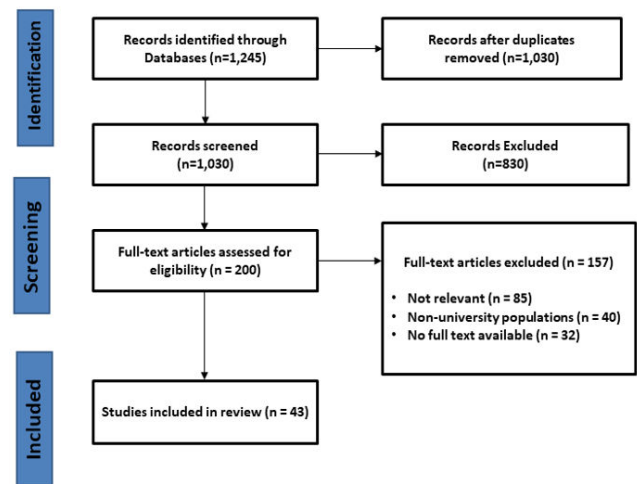 Identification
Records identified through
Databases (n=1,245)
Records after duplicates
removed (n=1,030)
Records screened
(n=1,030)
Records Excluded
(n=830)
Screening
Full-text articles assessed for
eligibility (n = 200)
Full-text articles excluded (n = 157)
• Not relevant (n = 85)
• Non-university populations (n = 40)
• No full text available (n = 32)
Included
Studies included in review (n = 43)